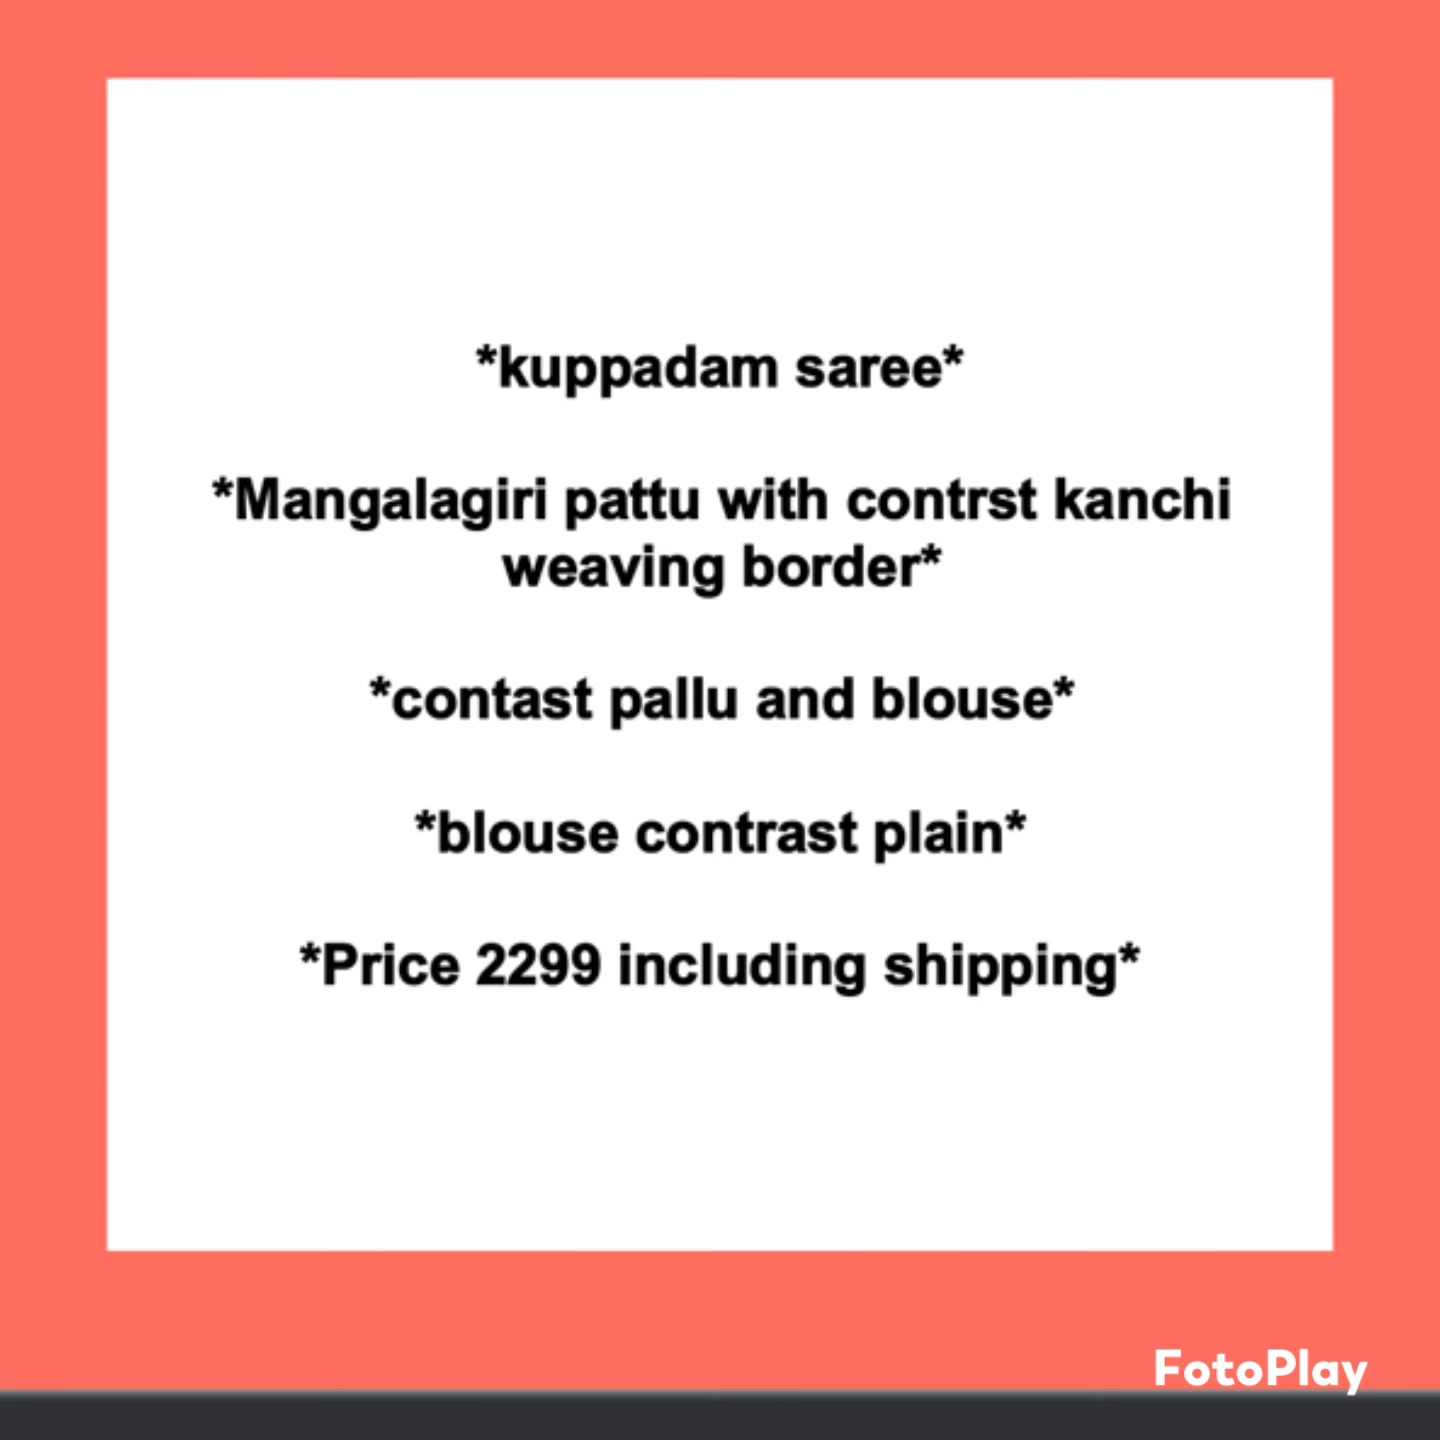 *kuppadam saree*
*Mangalagiri pattu with contrst kanchi
weaving border*
*contast pallu and blouse*
*blouse contrast plain*
*Price 2299 including shipping*
FotoPlay